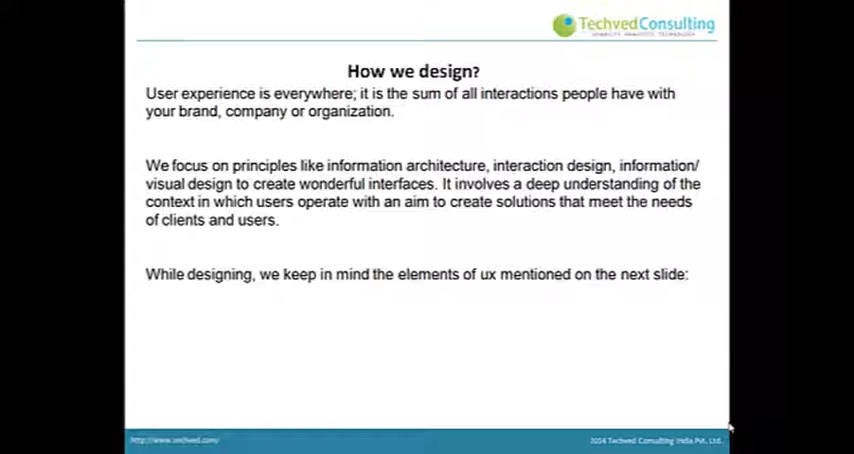 TechvedConsulting
How we design?
User experience is everywhere; it is the sum of all interactions people have with
your brand, company or organization.
We focus on principles like information architecture, interaction design, information/
visual design to create wonderful interfaces. It involves a deep understanding of the
context in which users operate with an aim to create solutions that meet the needs
of clients and users.
While designing, we keep in mind the elements of ux mentioned on the next slide:
http://www.techved.com/
2014 Techved Consulting India Pvt. Ltd.